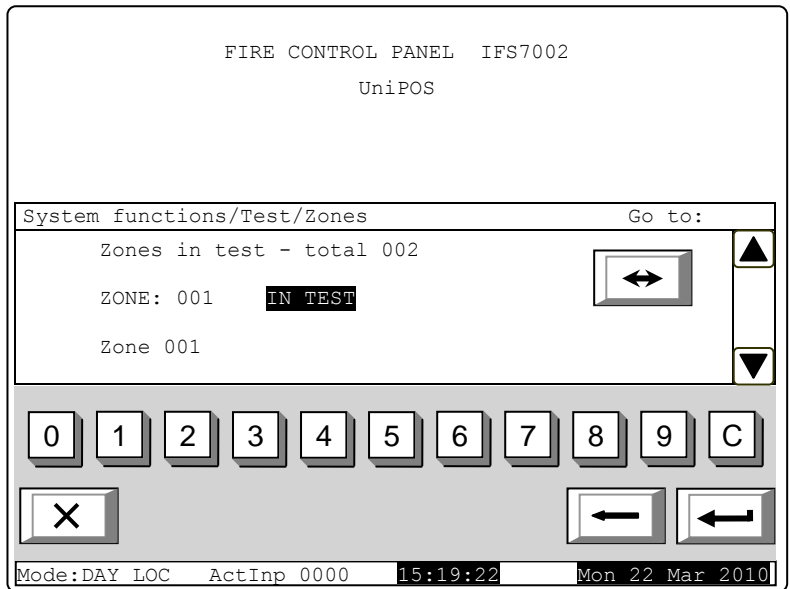 FIRE CONTROL PANEL IFS7002
UniPOS
System functions/Test/Zones Go to:
Zones in test - total 002
ZONE: 001 IN TEST
Zone 001
0 1 2 3 4 5 6 7 8 9 C
Mode:DAY LOC ActInp 0000 15:19:22 Mon 22 Mar 2010